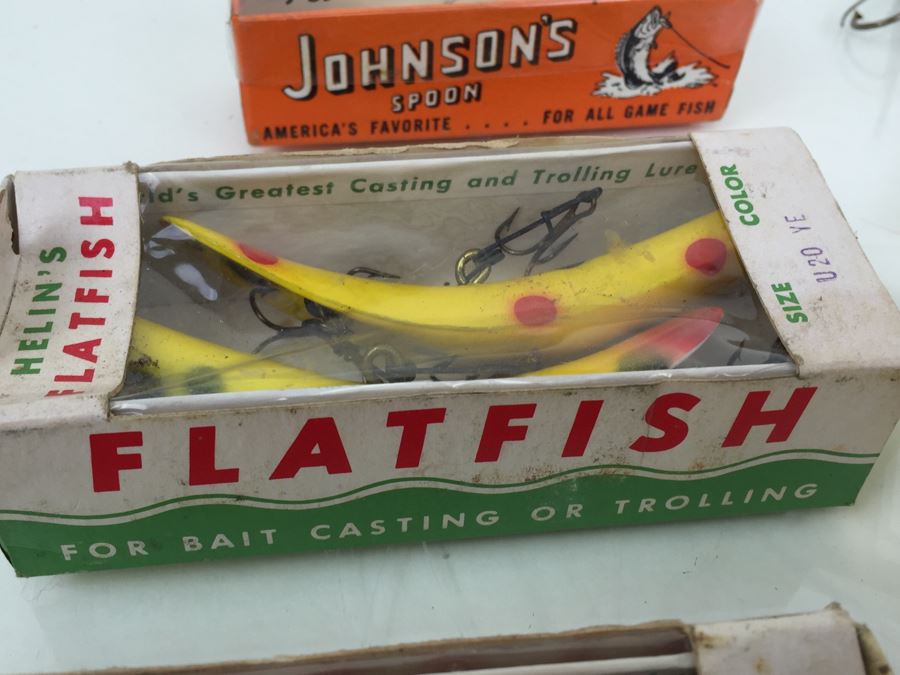 JOHNSON'S
SPOON
AMERICA'S FAVORITE . . . . FOR ALL GAME FISH
Greatest Casting and Trolling Lure
HELIN'S
FLATFISH
COLOR
SIZE
U20 YE
FLATFISH
FOR BAIT CASTING OR TROLLING